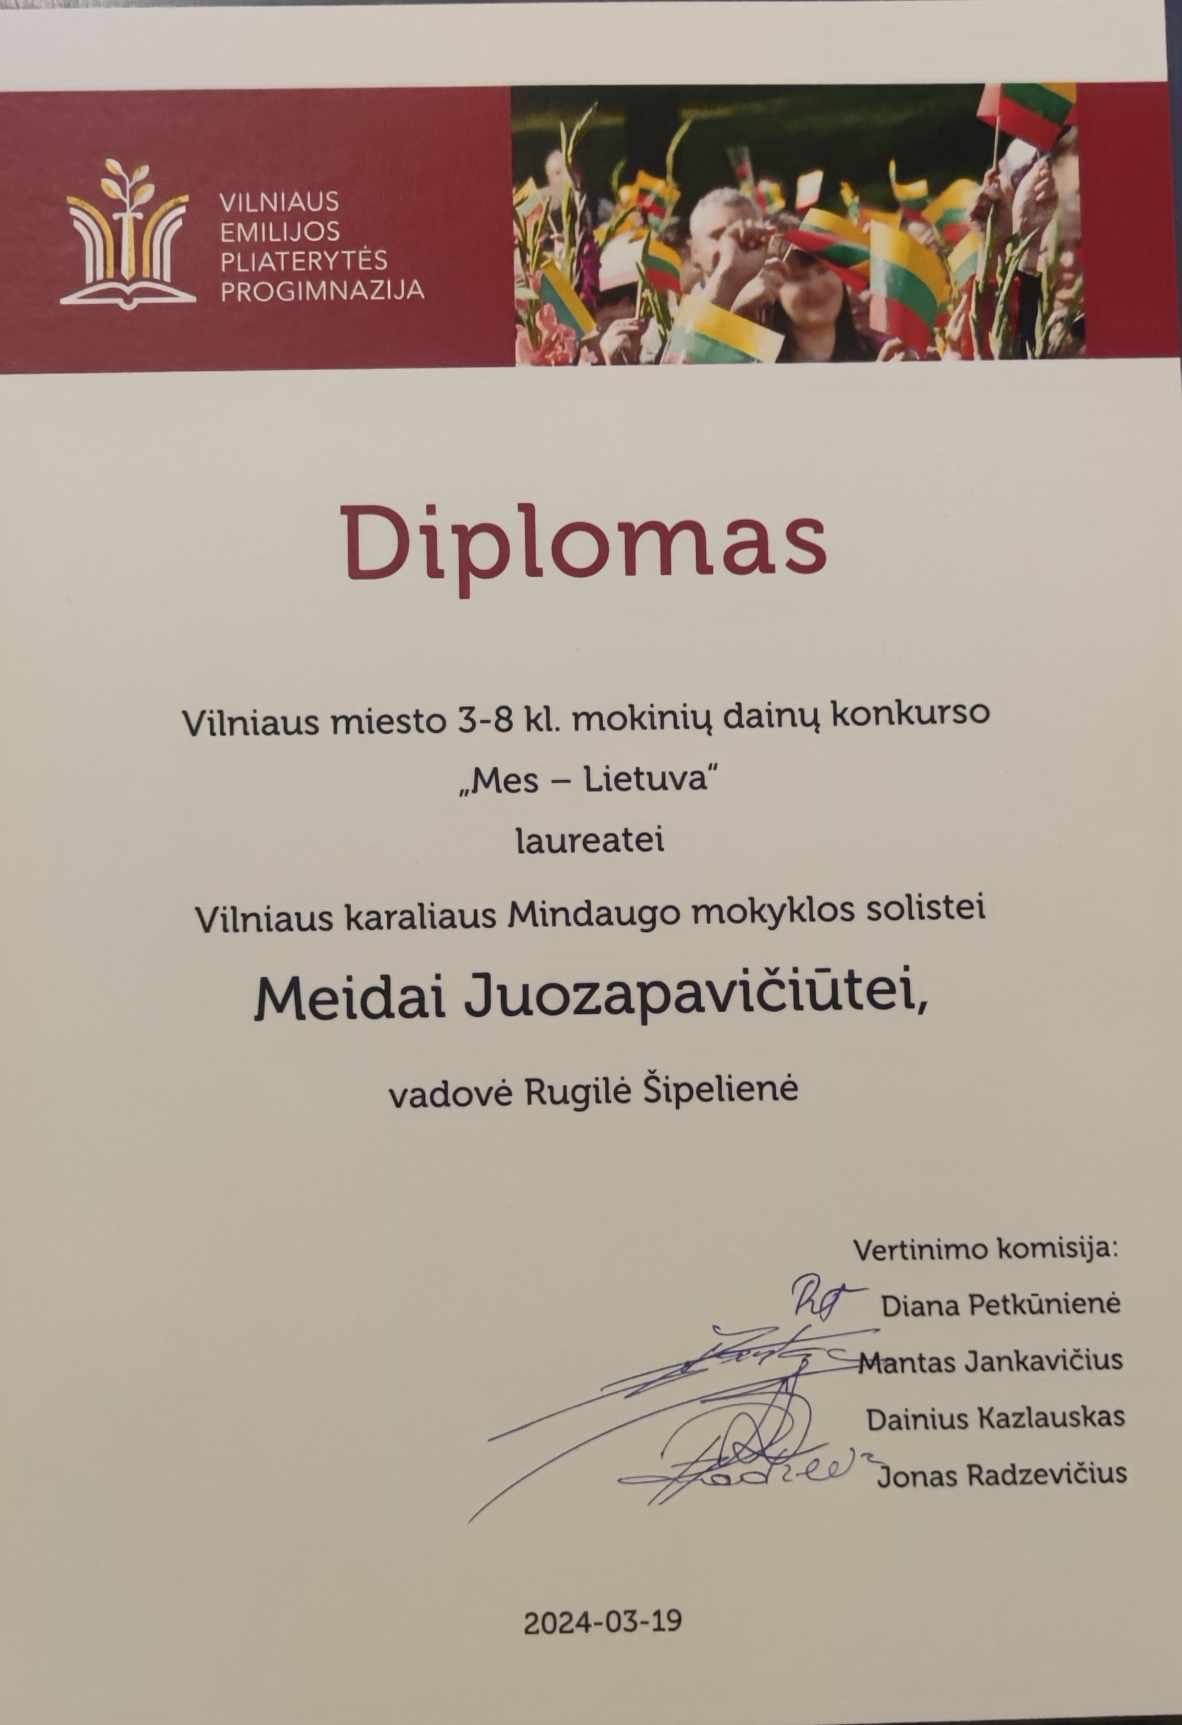 VILNIAUS
EMILIJOS
PLIATERYTĖS
PROGIMNAZIJA
Diplomas
Vilniaus miesto 3-8 kl. mokinių dainų konkurso
„Mes – Lietuva“
laureatei
Vilniaus karaliaus Mindaugo mokyklos solistei
Meidai Juozapavičiūtei,
vadovė Rugilė Šipelienė
Vertinimo komisija:
Diana Petkūnienė
Mantas Jankavičius
Dainius Kazlauskas
Jonas Radzevičius
2024-03-19